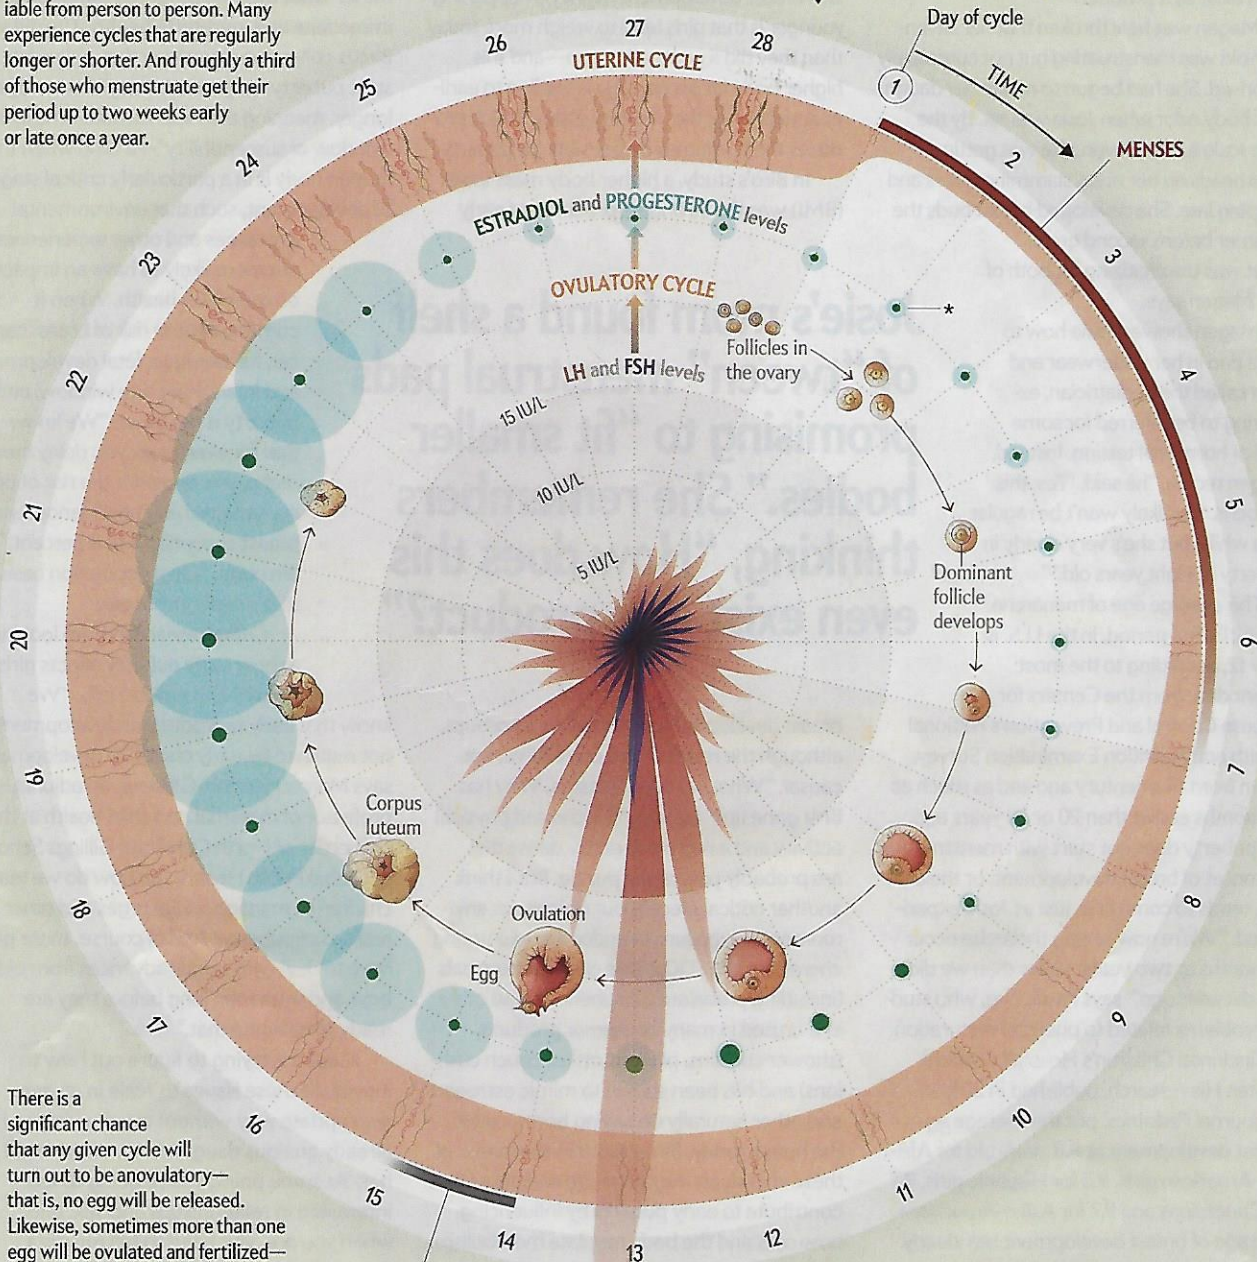 iable from person to person. Many
experience cycles that are regularly
longer or shorter. And roughly a third
of those who menstruate get their
period up to two weeks early
or late once a year.
Day of cycle
1
TIME
MENSES
2
3
4
5
6
7
8
9
10
11
12
13
14
15
16
17
18
19
20
21
22
23
24
25
26
27
28
UTERINE CYCLE
ESTRADIOL and PROGESTERONE levels
OVULATORY CYCLE
LH and FSH levels
15 IU/L
10 IU/L
5 IU/L
*
Follicles in
the ovary
Dominant
follicle
develops
Ovulation
Egg
Corpus
luteum
There is a
significant chance
that any given cycle will
turn out to be anovulatory—
that is, no egg will be released.
Likewise, sometimes more than one
egg will be ovulated and fertilized—